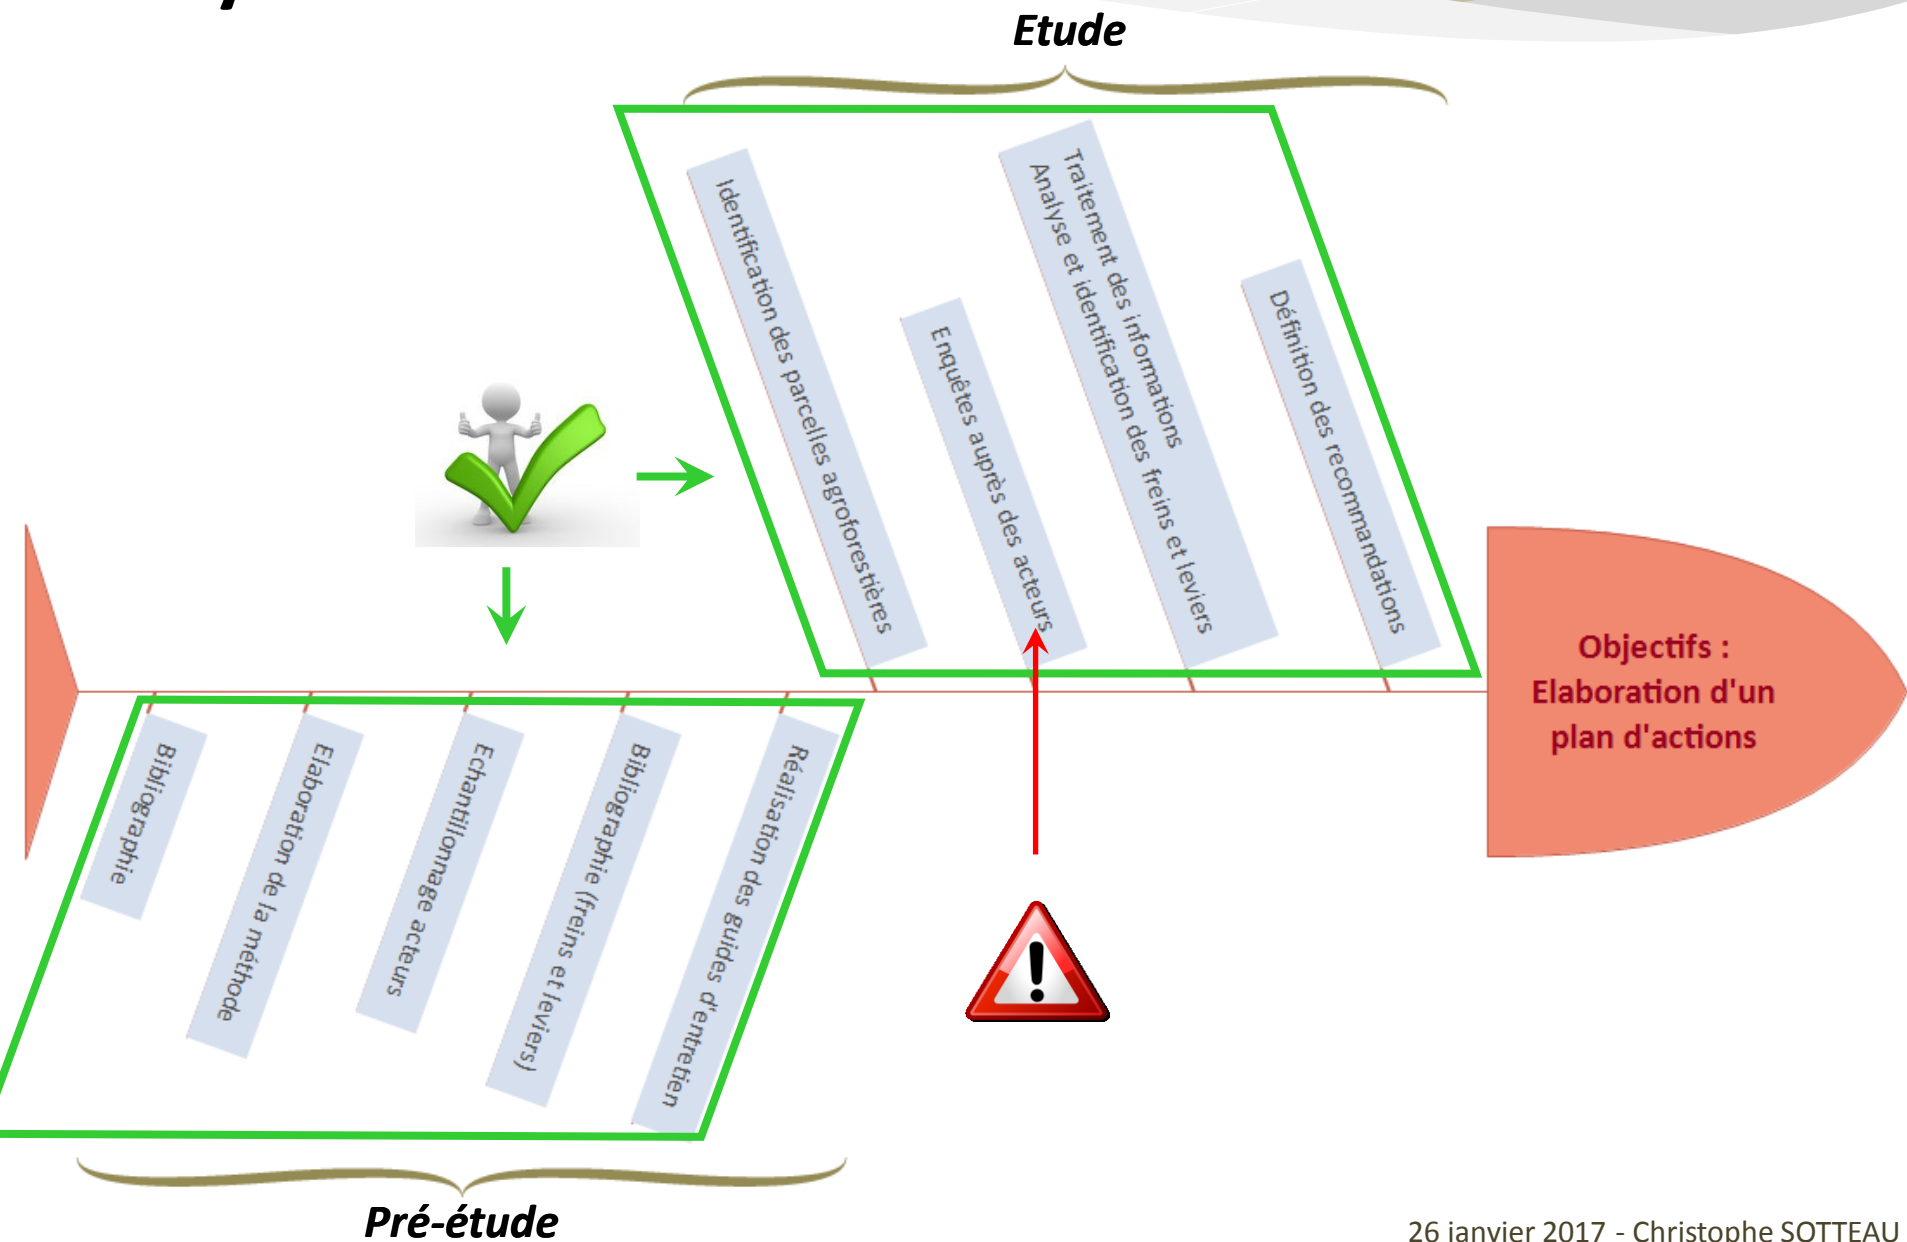 Etude
Identification des parcelles agroforestières
Enquêtes auprès des acteurs
Traitement des informations
Analyse et identification des freins et leviers
Définition des recommandations
Objectifs :
Elaboration d'un
plan d'actions
Bibliographie
Elaboration de la méthode
Echantillonnage acteurs
Bibliographie (freins et leviers)
Réalisation des guides d'entretien
Pré-étude
26 janvier 2017 - Christophe SOTTEAU